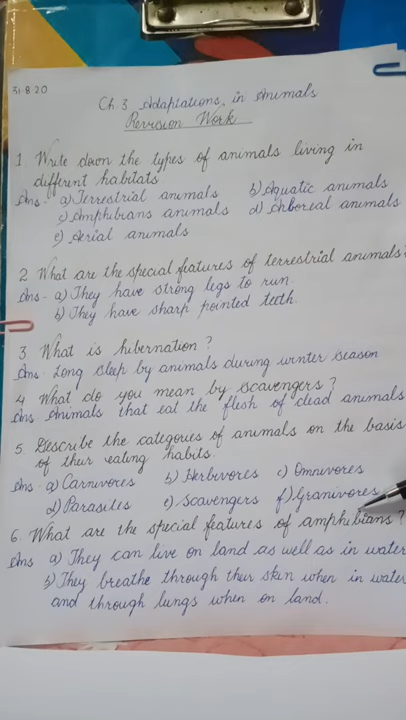 31-8-20
Ch. 3 Adaptations in Animals
Revision Work
1 Write down the types of animals living in
different habitats
Ans - a) Terrestrial animals b) Aquatic animals
c) Amphibians animals d) Arboreal animals
e) Aerial animals
2 What are the special features of terrestrial animals?
Ans - a) They have strong legs to run.
b) They have sharp pointed teeth.
3 What is hibernation?
Ans - Long sleep by animals during winter season
4 What do you mean by scavengers?
Ans Animals that eat the flesh of dead animals
5 Describe the categories of animals on the basis
of their eating habits.
Ans a) Carnivores b) Herbivores c) Omnivores
d) Parasites e) Scavengers f) Granivores
6. What are the special features of amphibians?
Ans a) They can live on land as well as in water
b) They breathe through their skin when in water
and through lungs when on land.